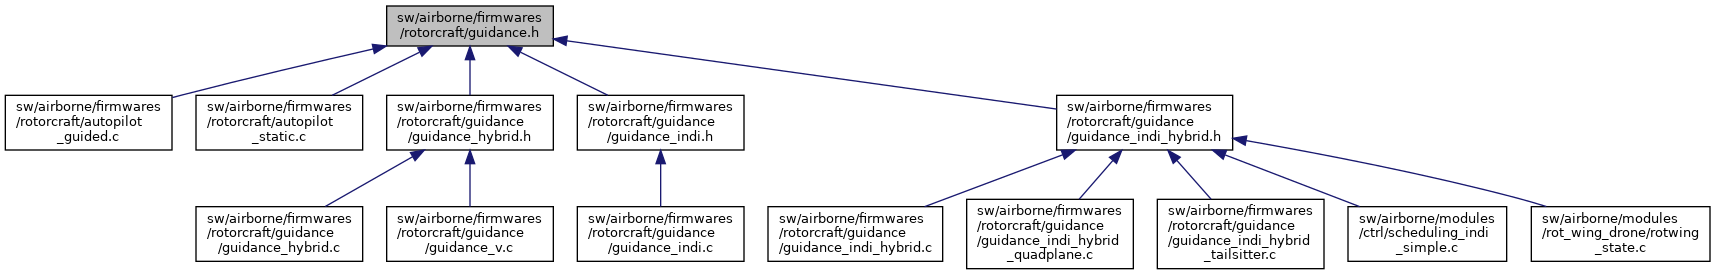 sw/airborne/firmwares
/rotorcraft/guidance.h
sw/airborne/firmwares
/rotorcraft/autopilot
_guided.c
sw/airborne/firmwares
/rotorcraft/autopilot
_static.c
sw/airborne/firmwares
/rotorcraft/guidance
/guidance_hybrid.h
sw/airborne/firmwares
/rotorcraft/guidance
/guidance_indi.h
sw/airborne/firmwares
/rotorcraft/guidance
/guidance_indi_hybrid.h
sw/airborne/firmwares
/rotorcraft/guidance
/guidance_hybrid.c
sw/airborne/firmwares
/rotorcraft/guidance
/guidance_v.c
sw/airborne/firmwares
/rotorcraft/guidance
/guidance_indi.c
sw/airborne/firmwares
/rotorcraft/guidance
/guidance_indi_hybrid.c
sw/airborne/firmwares
/rotorcraft/guidance
/guidance_indi_hybrid
_quadplane.c
sw/airborne/firmwares
/rotorcraft/guidance
/guidance_indi_hybrid
_tailsitter.c
sw/airborne/modules
/ctrl/scheduling_indi
_simple.c
sw/airborne/modules
/rot_wing_drone/rotwing
_state.c